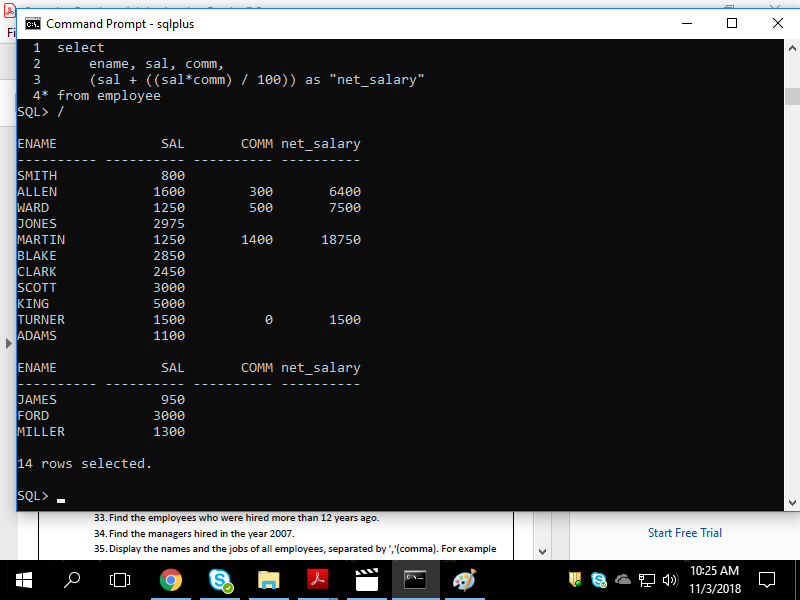 Command Prompt - sqlplus
1 select
2 ename, sal, comm,
3 (sal + ((sal*comm) / 100)) as "net_salary"
4* from employee
SQL> /
ENAME SAL COMM net_salary
---------- ---------- ---------- ----------
SMITH 800
ALLEN 1600 300 6400
WARD 1250 500 7500
JONES 2975
MARTIN 1250 1400 18750
BLAKE 2850
CLARK 2450
SCOTT 3000
KING 5000
TURNER 1500 0 1500
ADAMS 1100
ENAME SAL COMM net_salary
---------- ---------- ---------- ----------
JAMES 950
FORD 3000
MILLER 1300
14 rows selected.
SQL>
33. Find the employees who were hired more than 12 years ago.
34. Find the managers hired in the year 2007.
35. Display the names and the jobs of all employees, separated by ','(comma). For example
Start Free Trial
10:25 AM
11/3/2018